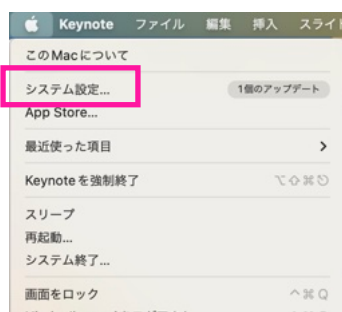 Keynote ファイル 編集 挿入 スライ
このMacについて
システム設定... 1個のアップデート
App Store...
最近使った項目 >
Keynoteを強制終了 ⌥⇧⌘⎋
スリープ
再起動...
システム終了...
画面をロック ^⌘Q